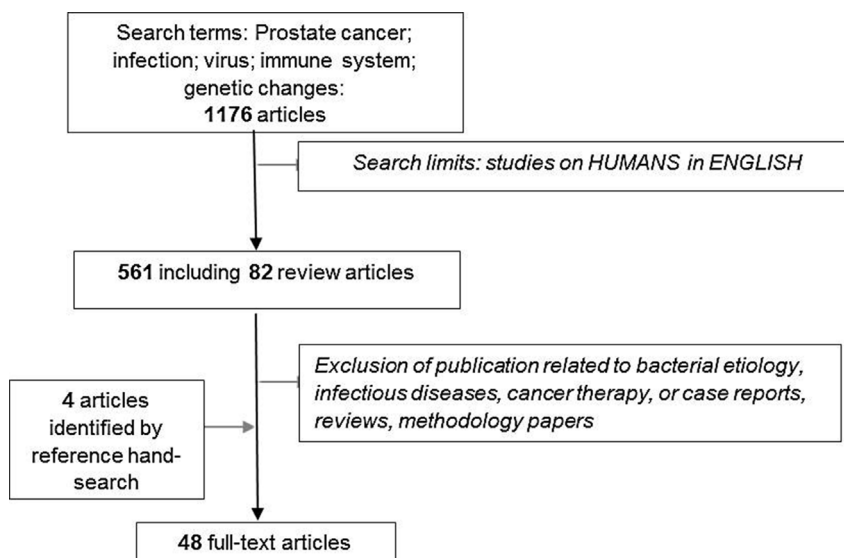 Search terms: Prostate cancer;
infection; virus; immune system;
genetic changes:
1176 articles
Search limits: studies on HUMANS in ENGLISH
561 including 82 review articles
Exclusion of publication related to bacterial etiology,
infectious diseases, cancer therapy, or case reports,
reviews, methodology papers
4 articles
identified by
reference hand-
search
48 full-text articles